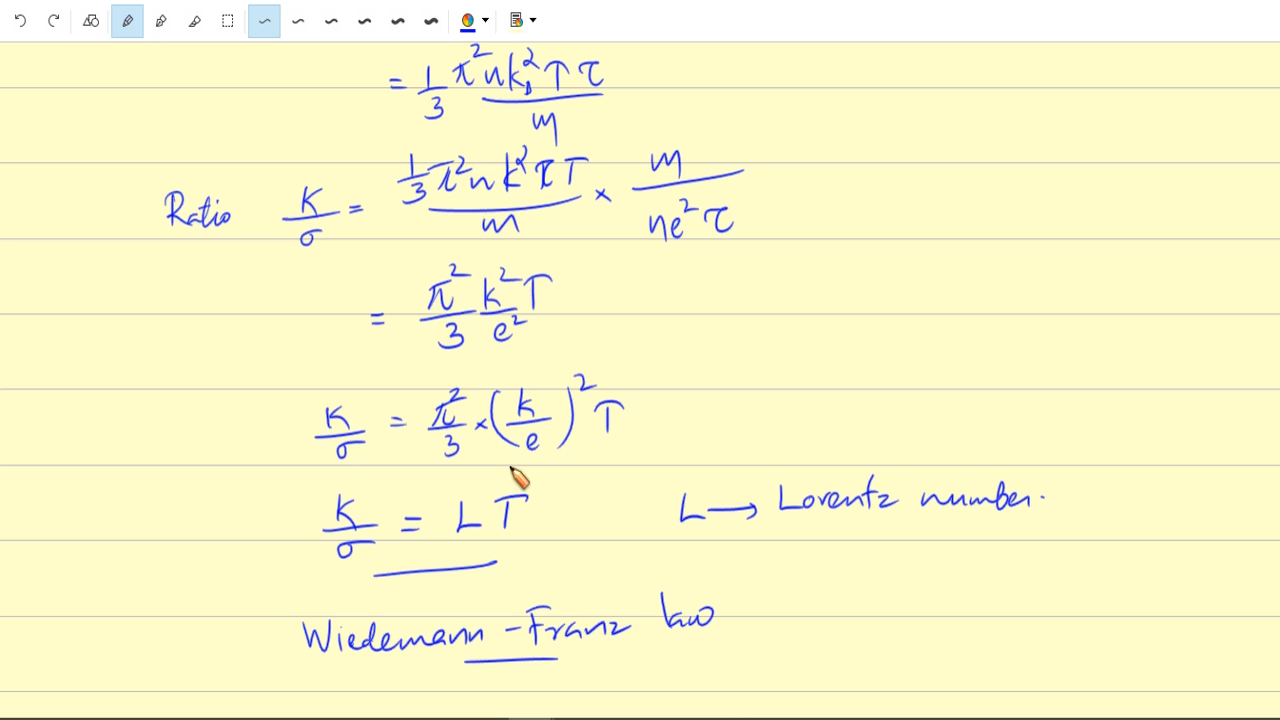 = 1/3 π² n k_B² T τ / m
Ratio K/σ = (1/3 π² n k² τ T / m) × (m / ne²τ)
= π²/3 k²/e² T
K/σ = π²/3 × (k/e)² T
K/σ = L T L → Lorentz number.
Wiedemann - Franz law